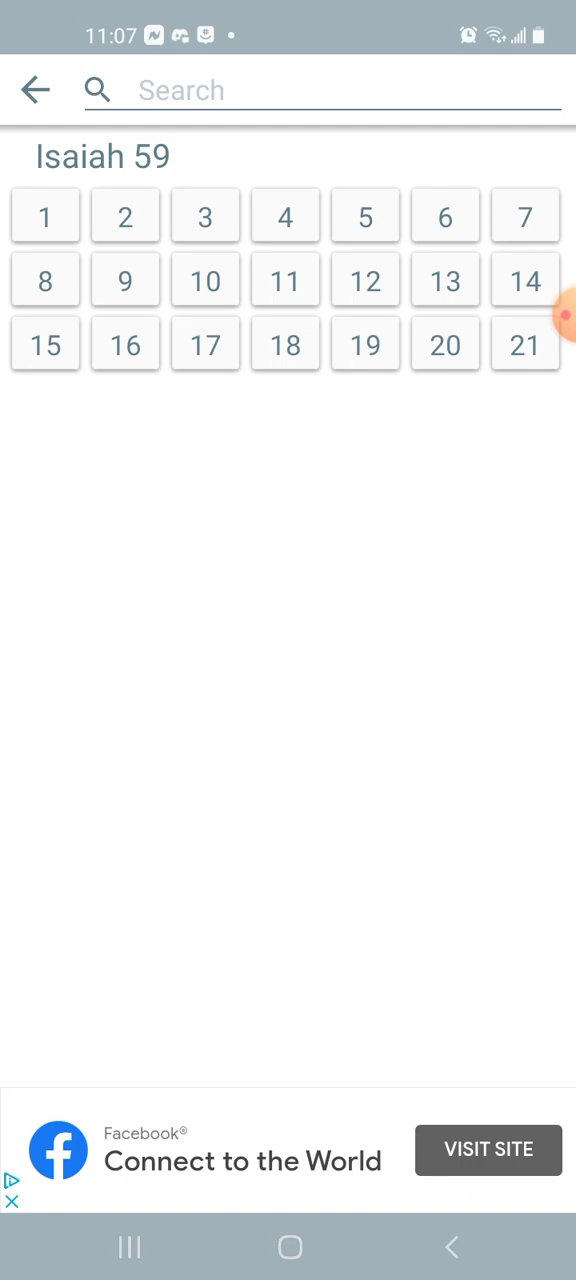 11:07
Search
Isaiah 59
1 2 3 4 5 6 7
8 9 10 11 12 13 14
15 16 17 18 19 20 21
Facebook®
Connect to the World
VISIT SITE